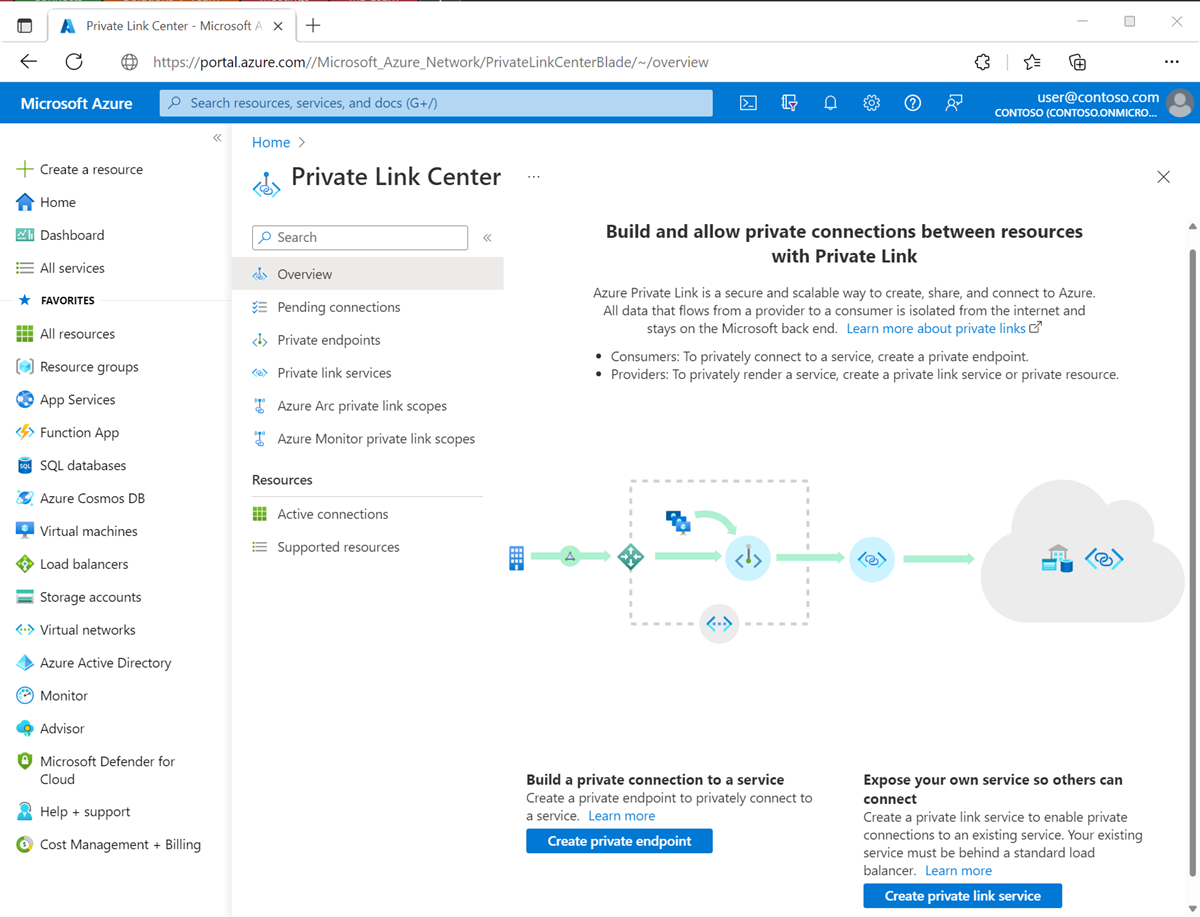 Private Link Center - Microsoft A
https://portal.azure.com//Microsoft_Azure_Network/PrivateLinkCenterBlade/~/overview
Microsoft Azure
Search resources, services, and docs (G+/)
user@contoso.com
CONTOSO (CONTOSO.ONMICRO...
Create a resource
Home
Dashboard
All services
FAVORITES
All resources
Resource groups
App Services
Function App
SQL databases
Azure Cosmos DB
Virtual machines
Load balancers
Storage accounts
Virtual networks
Azure Active Directory
Monitor
Advisor
Microsoft Defender for
Cloud
Help + support
Cost Management + Billing
Home
Private Link Center
Search
Overview
Pending connections
Private endpoints
Private link services
Azure Arc private link scopes
Azure Monitor private link scopes
Resources
Active connections
Supported resources
Build and allow private connections between resources
with Private Link
Azure Private Link is a secure and scalable way to create, share, and connect to Azure.
All data that flows from a provider to a consumer is isolated from the internet and
stays on the Microsoft back end. Learn more about private links
• Consumers: To privately connect to a service, create a private endpoint.
• Providers: To privately render a service, create a private link service or private resource.
Build a private connection to a service
Create a private endpoint to privately connect to
a service. Learn more
Create private endpoint
Expose your own service so others can
connect
Create a private link service to enable private
connections to an existing service. Your existing
service must be behind a standard load
balancer. Learn more
Create private link service